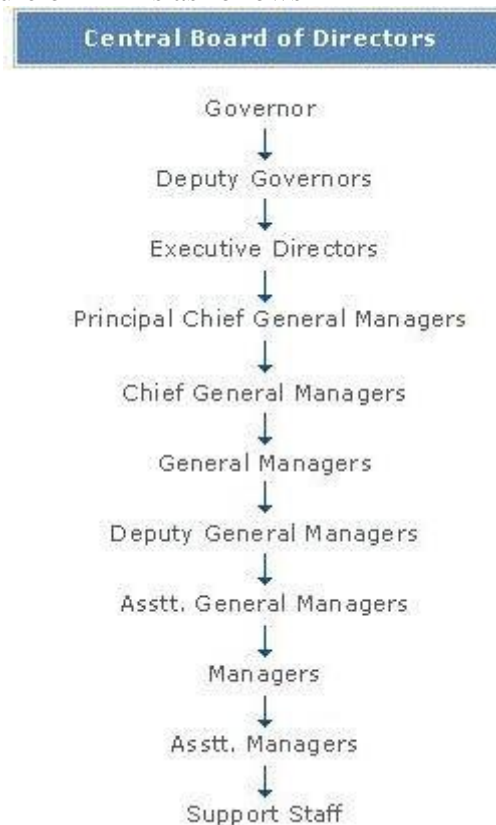 Central Board of Directors
Governor
Deputy Governors
Executive Directors
Principal Chief General Managers
Chief General Managers
General Managers
Deputy General Managers
Asstt. General Managers
Managers
Asstt. Managers
Support Staff